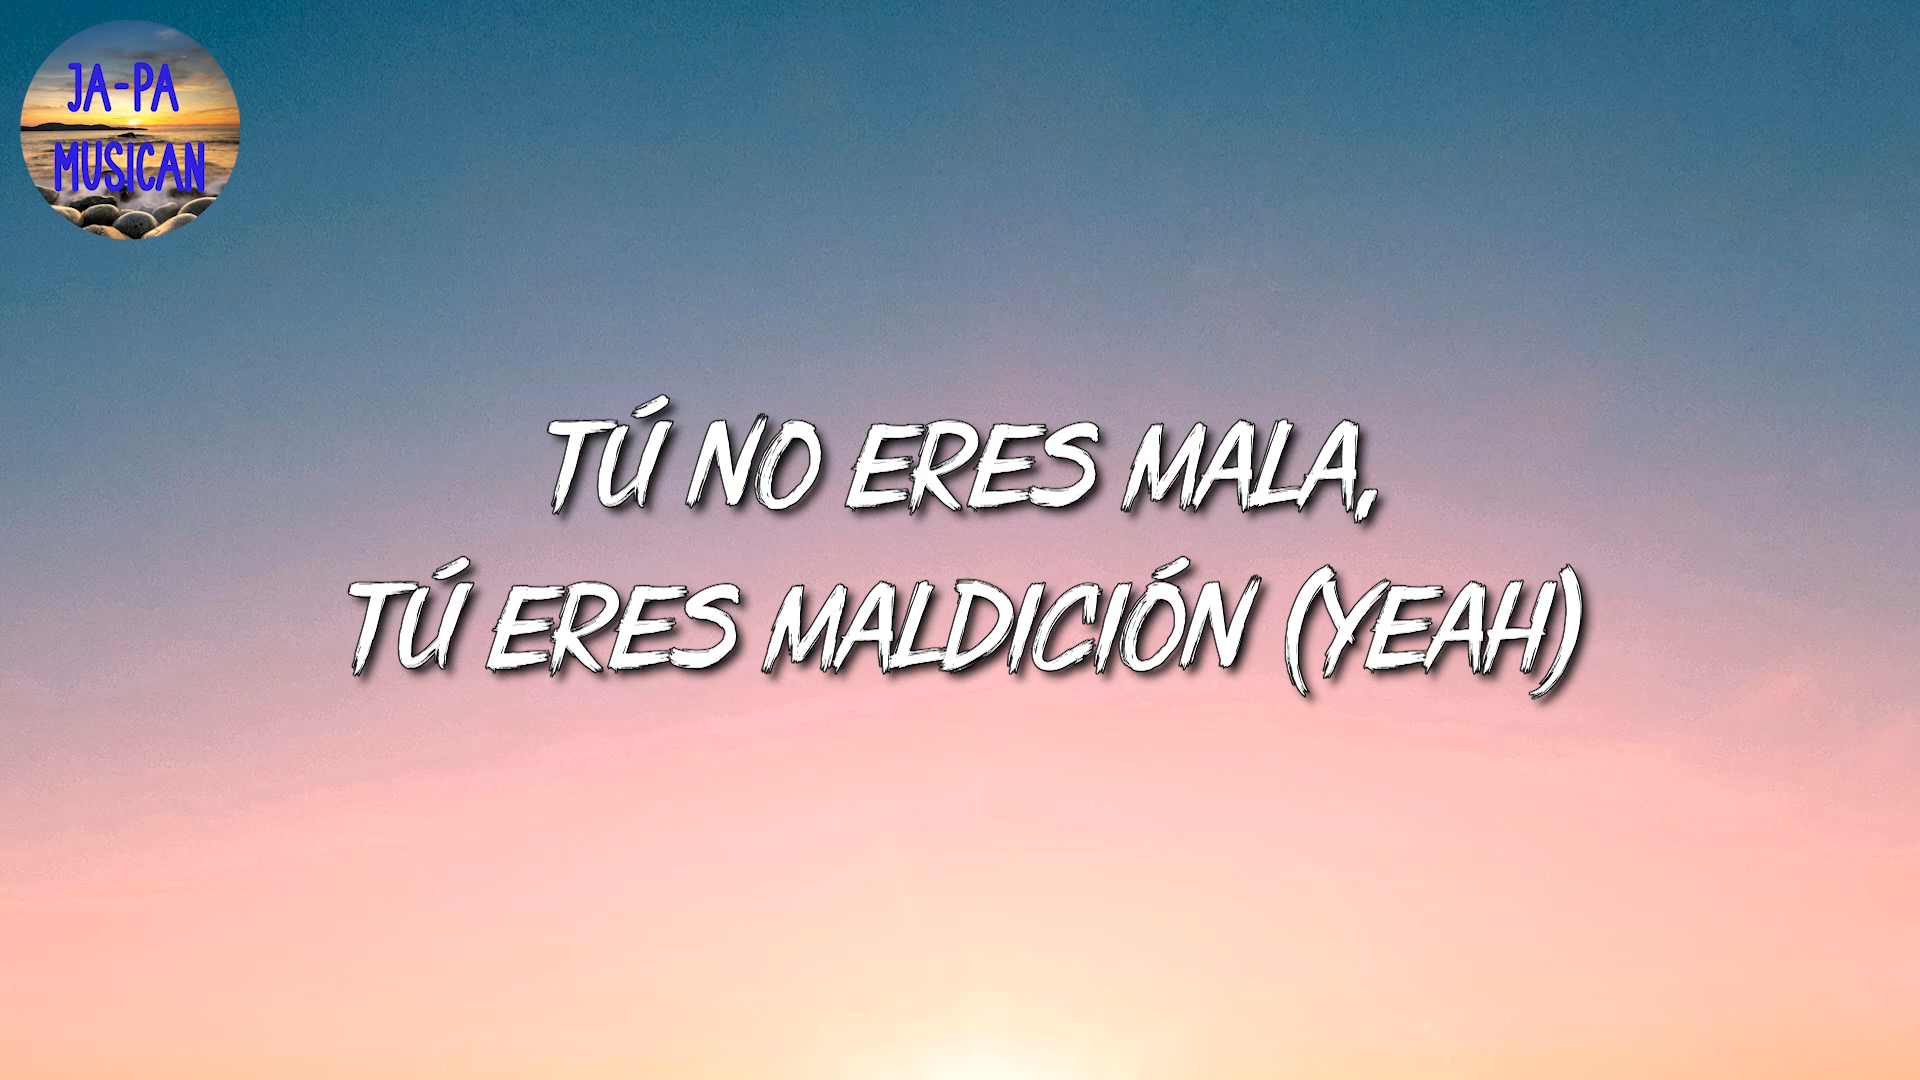 JA-PA
MUSICAN
TÚ NO ERES MALA,
TÚ ERES MALDICIÓN (YEAH)